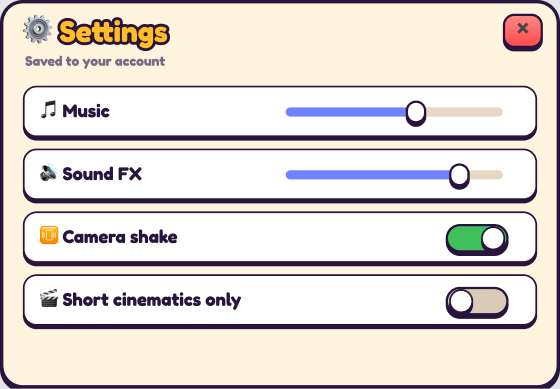 Settings
Saved to your account
Music
Sound FX
Camera shake
Short cinematics only